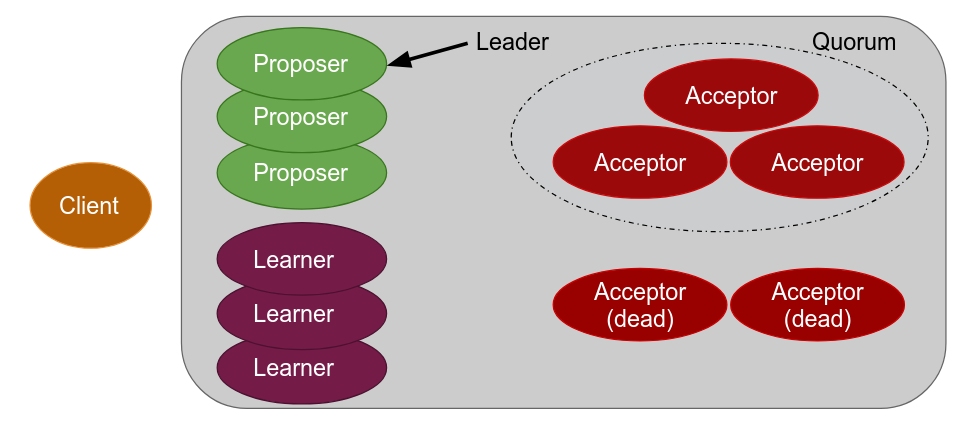 Leader
Quorum
Proposer
Proposer
Proposer
Acceptor
Acceptor
Acceptor
Client
Learner
Learner
Learner
Acceptor
(dead)
Acceptor
(dead)